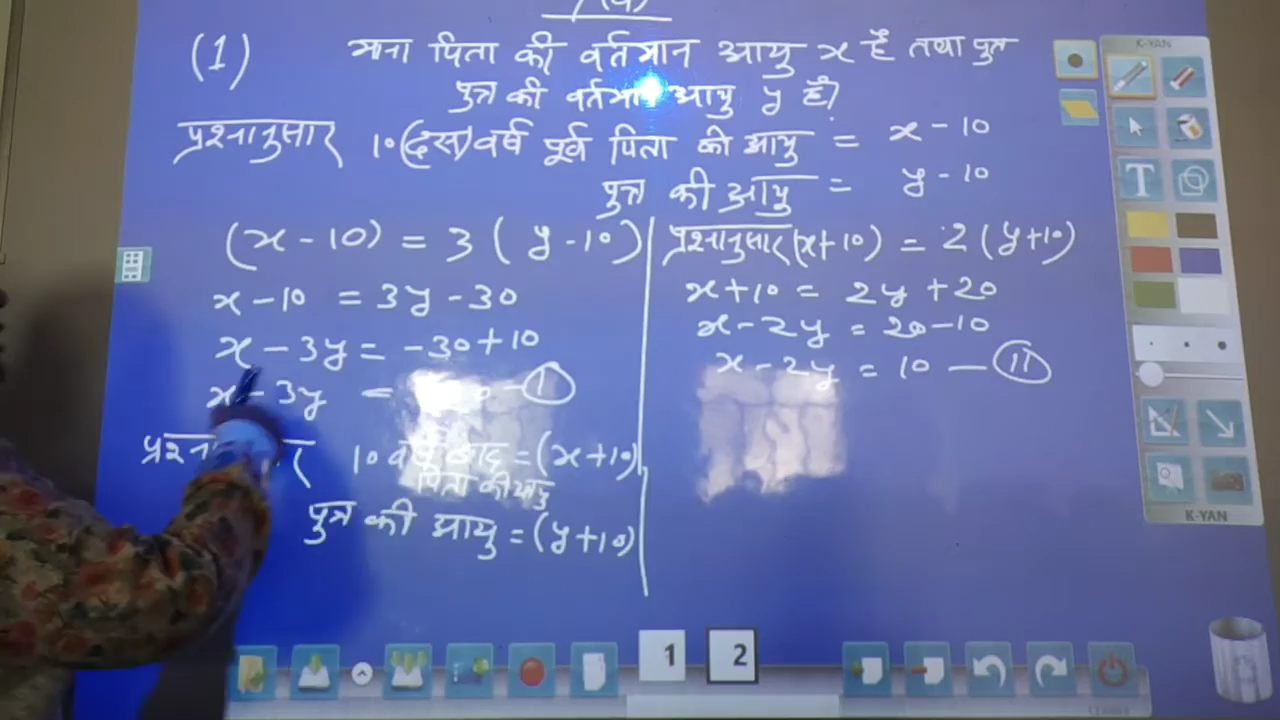 (1) माना पिता की वर्तमान आयु x है तथा पुत्र
पुत्र की वर्तमान आयु y है।
प्रश्नानुसार 10 (दस) वर्ष पूर्व पिता की आयु = x - 10
पुत्र की आयु = y - 10
(x - 10) = 3 ( y - 10)
x - 10 = 3y - 30
x - 3y = - 30 + 10
x - 3y = - (I)
10 वर्ष बाद = (x + 10)
पिता की आयु
पुत्र की आयु = (y + 10)
प्रश्नानुसार (x + 10) = 2 (y + 10)
x + 10 = 2y + 20
x - 2y = 20 - 10
x - 2y = 10 — (II)
K-YAN
T
K-YAN
1 2